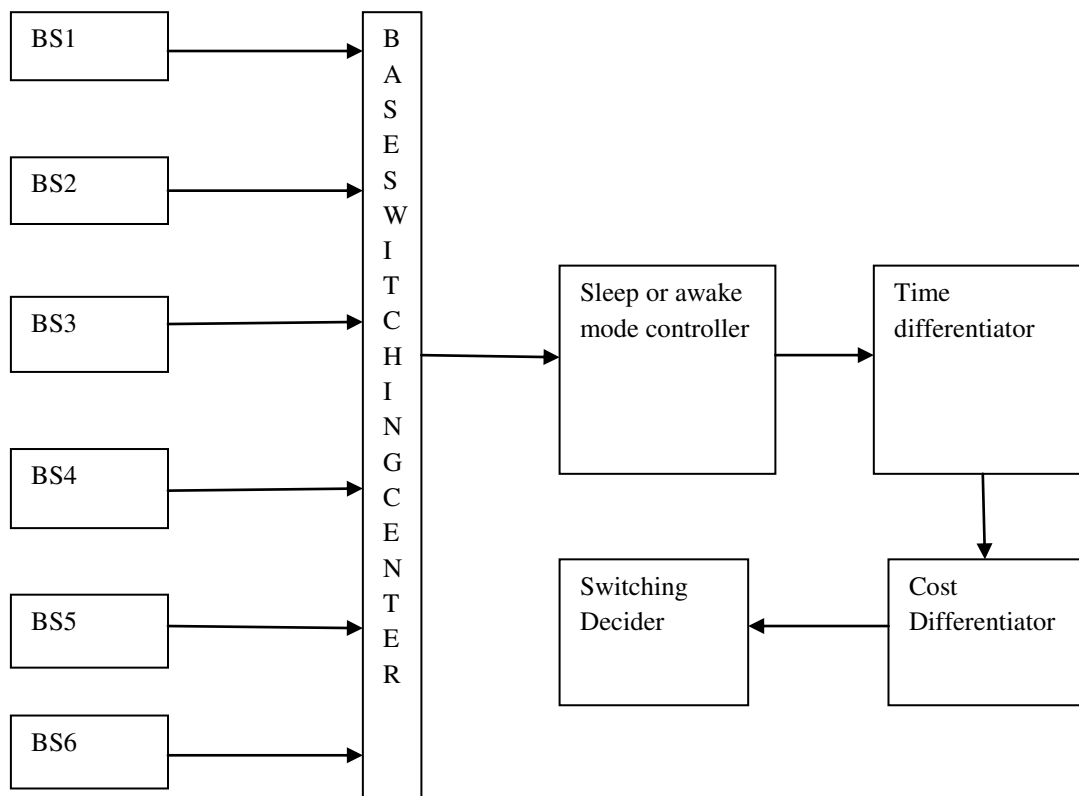 BS1
BS2
BS3
BS4
BS5
BS6
B
A
S
E
S
W
I
T
C
H
I
N
G
C
E
N
T
E
R
Sleep or awake
mode controller
Time
differentiator
Switching
Decider
Cost
Differentiator